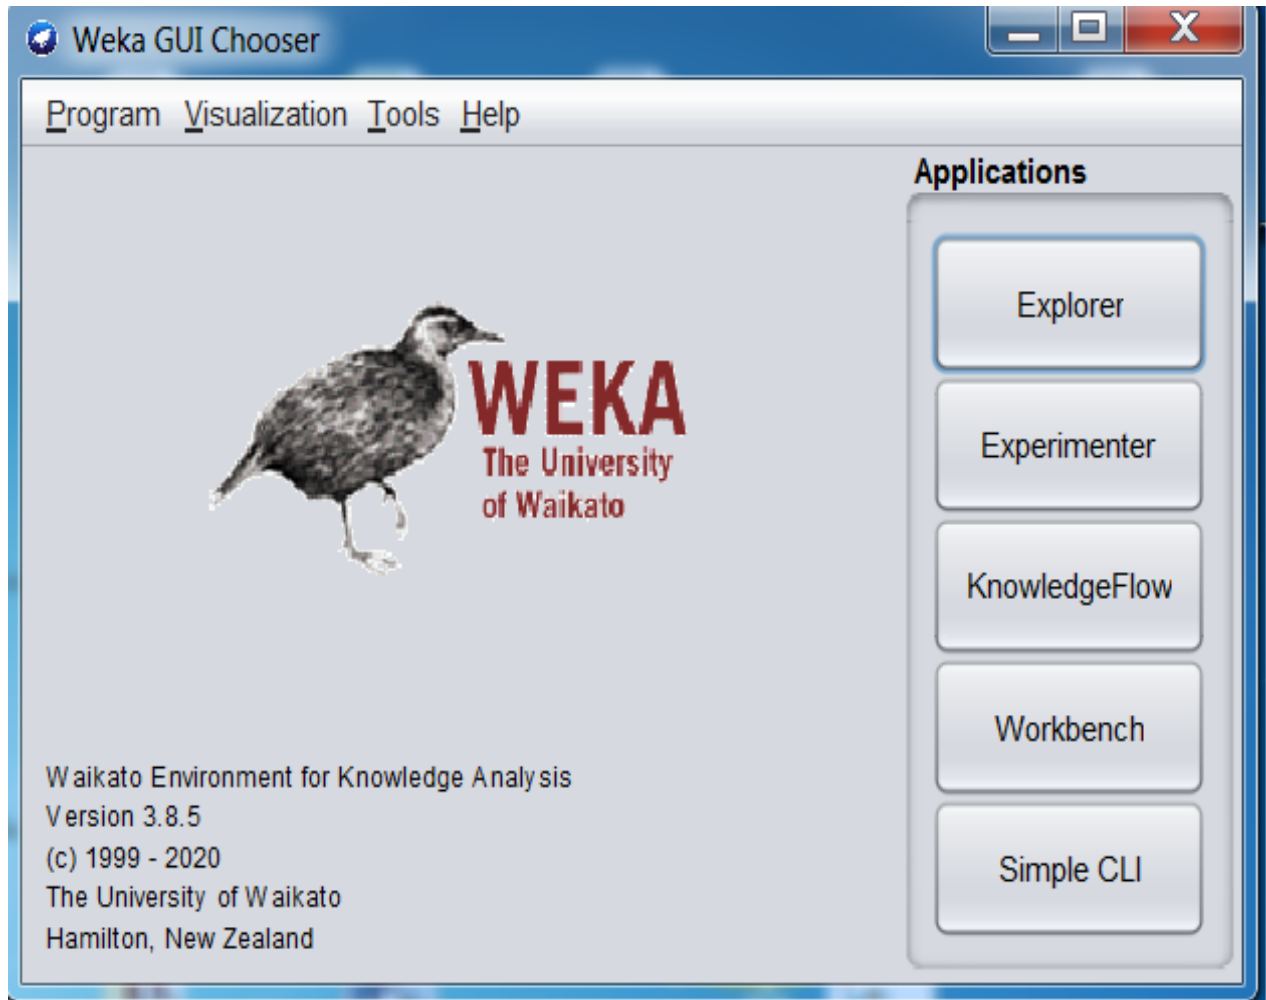 Weka GUI Chooser
Program Visualization Tools Help
Applications
Explorer
Experimenter
KnowledgeFlow
Workbench
Simple CLI
WEKA
The University
of Waikato
Waikato Environment for Knowledge Analysis
Version 3.8.5
(c) 1999 - 2020
The University of Waikato
Hamilton, New Zealand